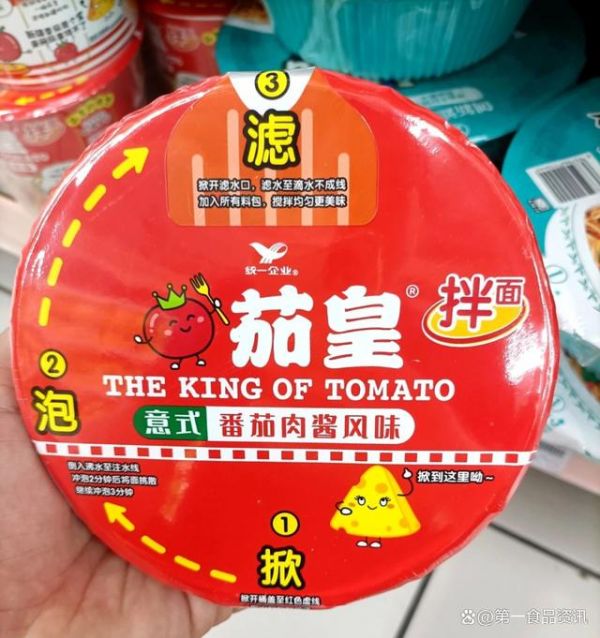 3
滤
掀开滤水口，滤水至滴水不成线
加入所有料包，搅拌均匀更美味
统一企业®
茄皇®
拌面
THE KING OF TOMATO
意式 番茄肉酱风味
2
泡
倒入沸水至注水线
冲泡2分钟后将面挑散
继续冲泡3分钟
掀到这里呦~
1
掀
掀开桶盖至红色虚线
@第一食品资讯